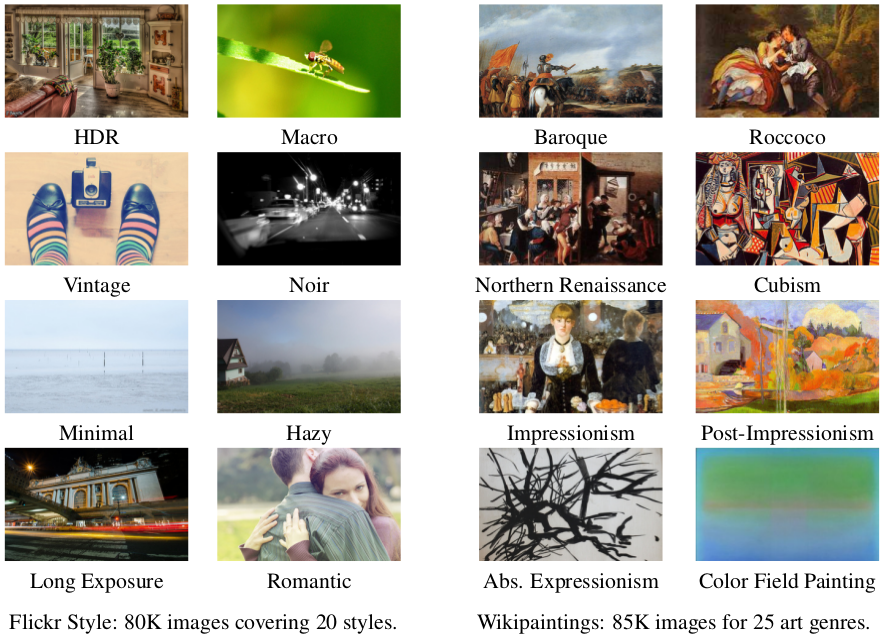 HDR
Macro
Baroque
Roccoco
Vintage
Noir
Northern Renaissance
Cubism
Minimal
Hazy
Impressionism
Post-Impressionism
Long Exposure
Romantic
Abs. Expressionism
Color Field Painting
Flickr Style: 80K images covering 20 styles.
Wikipaintings: 85K images for 25 art genres.